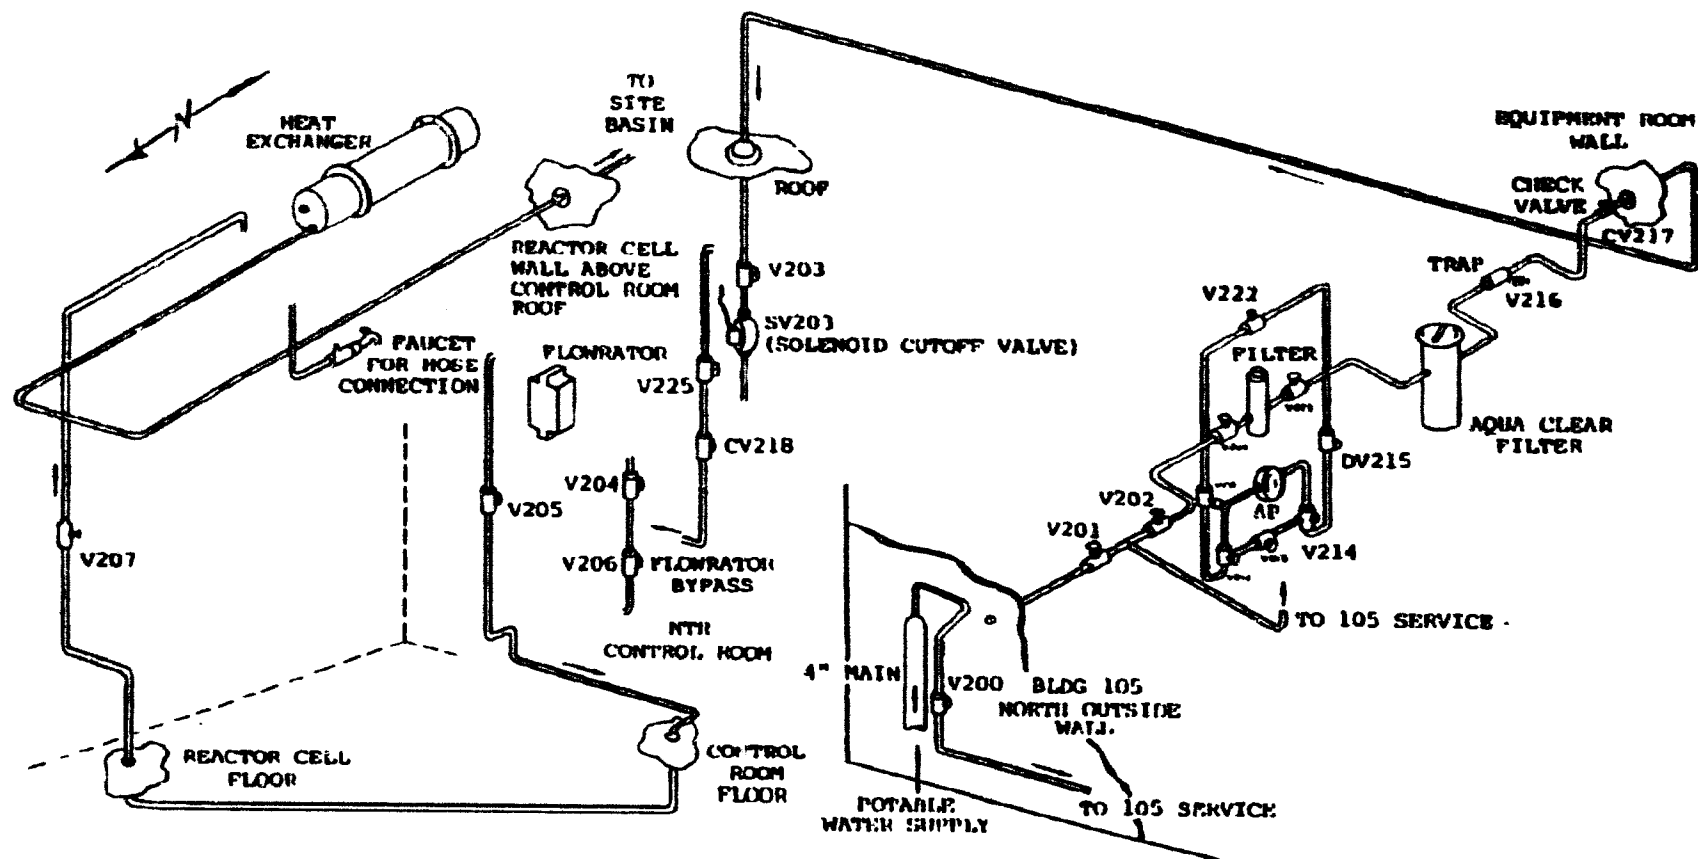 N
HEAT
EXCHANGER
TO
SITE
BASIN
ROOF
EQUIPMENT ROOM
WALL
CHECK
VALVE
CV217
TRAP
V216
REACTOR CELL
WALL ABOVE
CONTROL ROOM
ROOF
V203
SV203
(SOLENOID CUTOFF VALVE)
V222
FILTER
FAUCET
FOR HOSE
CONNECTION
FLOWRATOR
V225
CV218
AQUA CLEAR
FILTER
DV215
V204
V205
V202
V201
V214
V207
V206
FLOWRATOR
BYPASS
TO 105 SERVICE
NTR
CONTROL ROOM
4" MAIN
V200
BLDG 105
NORTH OUTSIDE
WALL
REACTOR CELL
FLOOR
CONTROL
ROOM
FLOOR
POTABLE
WATER SUPPLY
TO 105 SERVICE